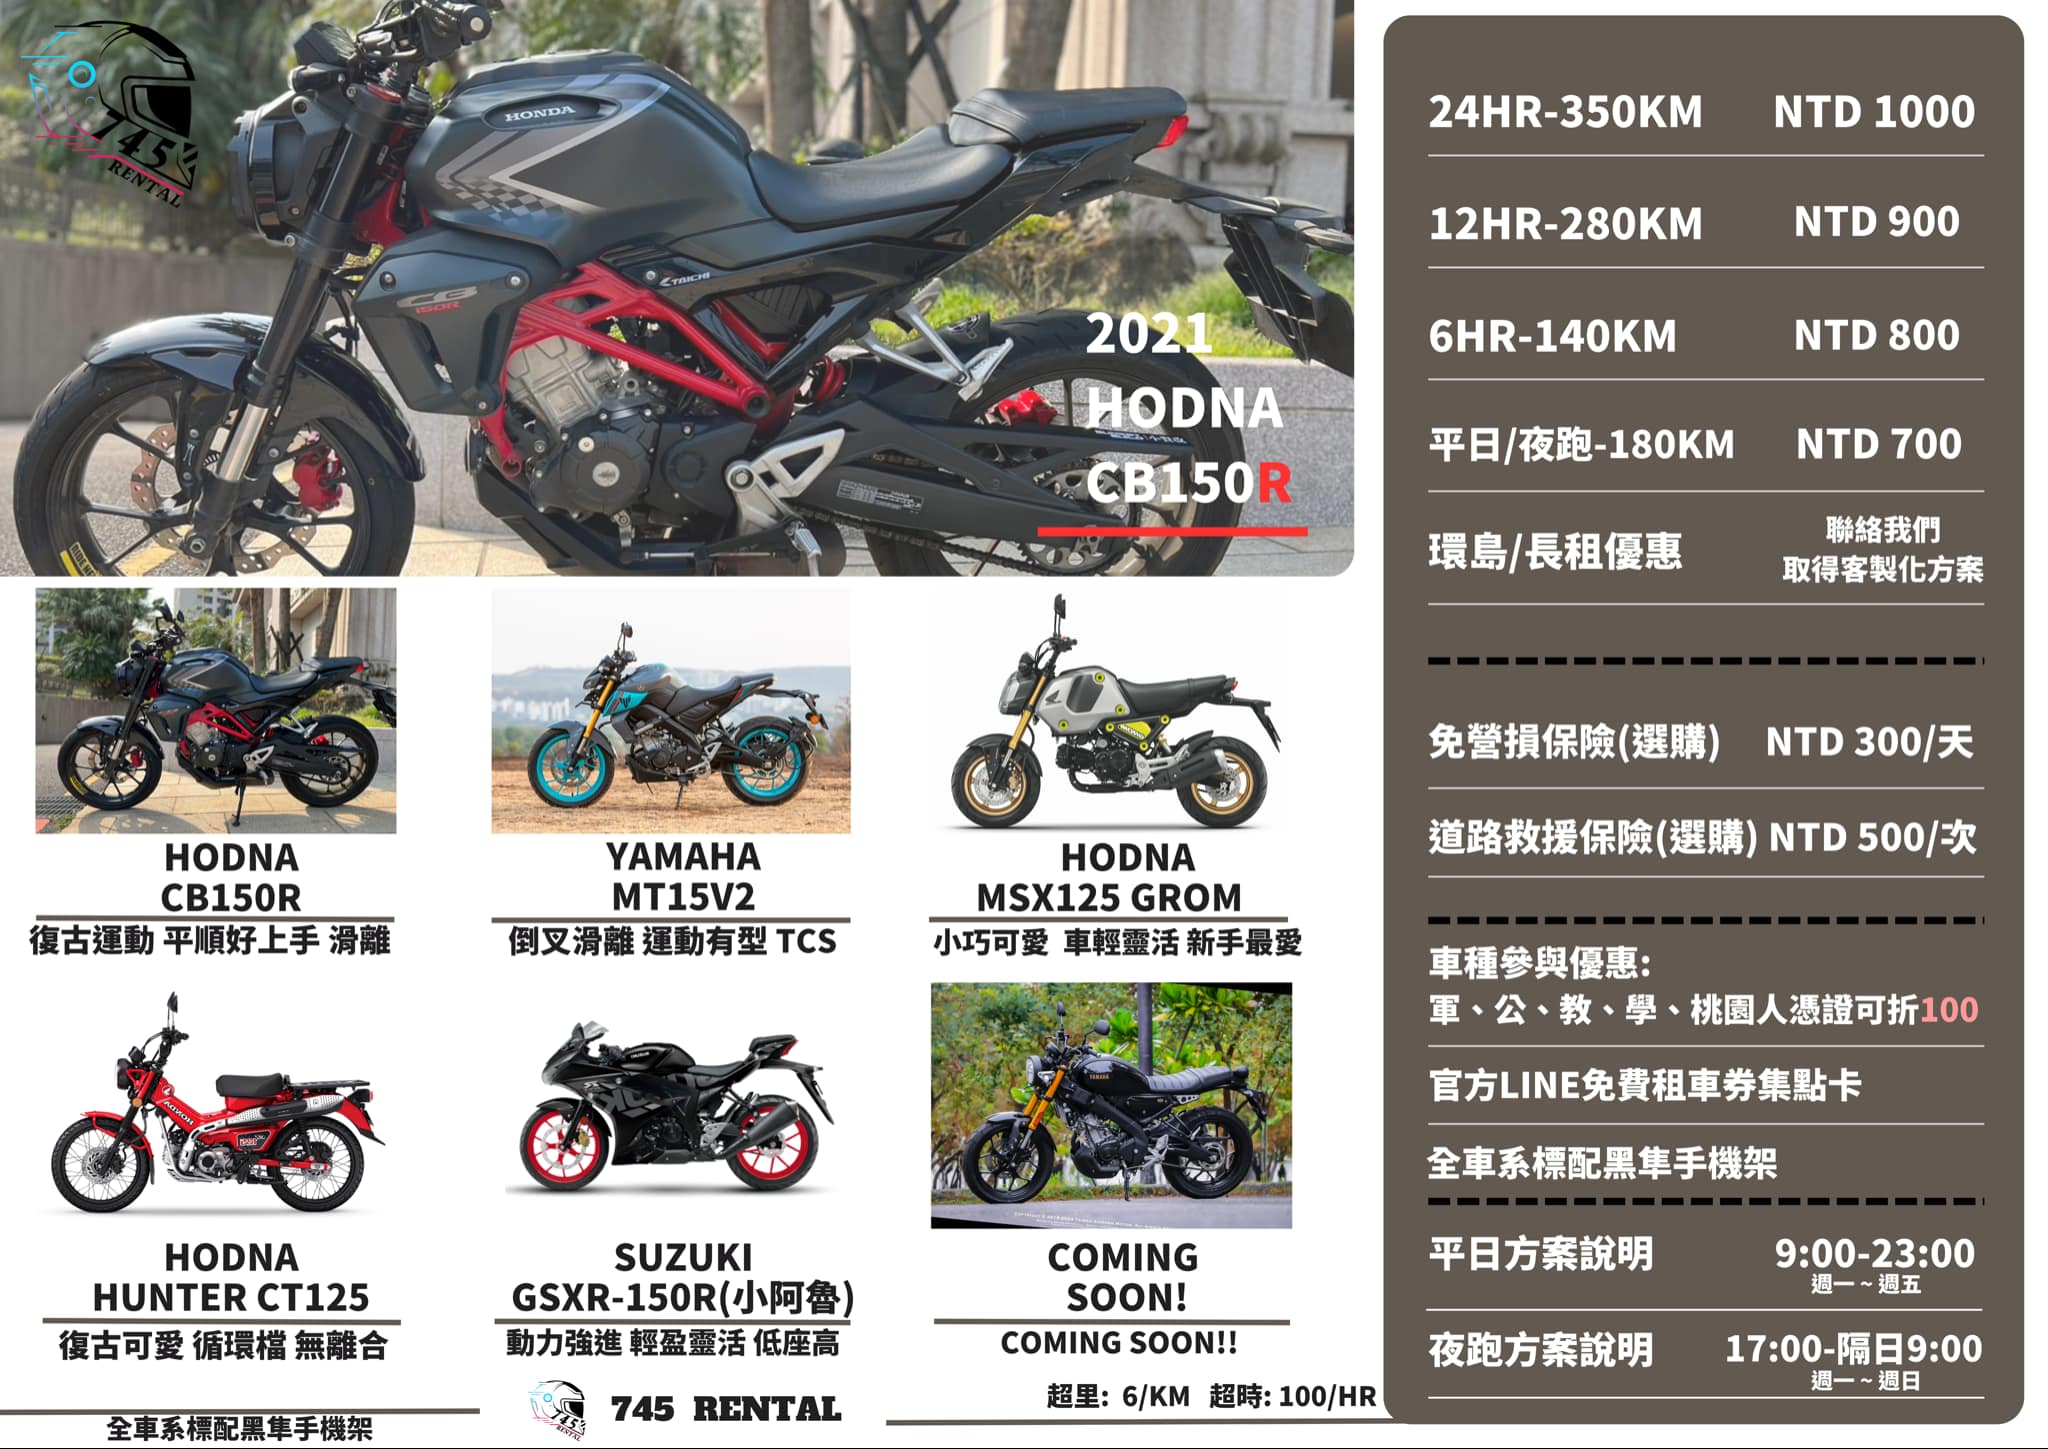 745
RENTAL
HONDA
CB
150R
TAICHI
2021
HODNA
CB150R
HODNA
CB150R
復古運動 平順好上手 滑離
YAMAHA
MT15V2
倒叉滑離 運動有型 TCS
HODNA
MSX125 GROM
小巧可愛 車輕靈活 新手最愛
HODNA
HUNTER CT125
復古可愛 循環檔 無離合
SUZUKI
GSXR-150R(小阿魯)
動力強進 輕盈靈活 低座高
YAMAHA
COMING
SOON!
COMING SOON!!
全車系標配黑隼手機架
745 RENTAL
超里: 6/KM 超時: 100/HR
24HR-350KM NTD 1000
12HR-280KM NTD 900
6HR-140KM NTD 800
平日/夜跑-180KM NTD 700
環島/長租優惠 聯絡我們
取得客製化方案
免營損保險(選購) NTD 300/天
道路救援保險(選購) NTD 500/次
車種參與優惠:
軍、公、教、學、桃園人憑證可折100
官方LINE免費租車券集點卡
全車系標配黑隼手機架
平日方案說明 9:00-23:00
週一 ~ 週五
夜跑方案說明 17:00-隔日9:00
週一 ~ 週日